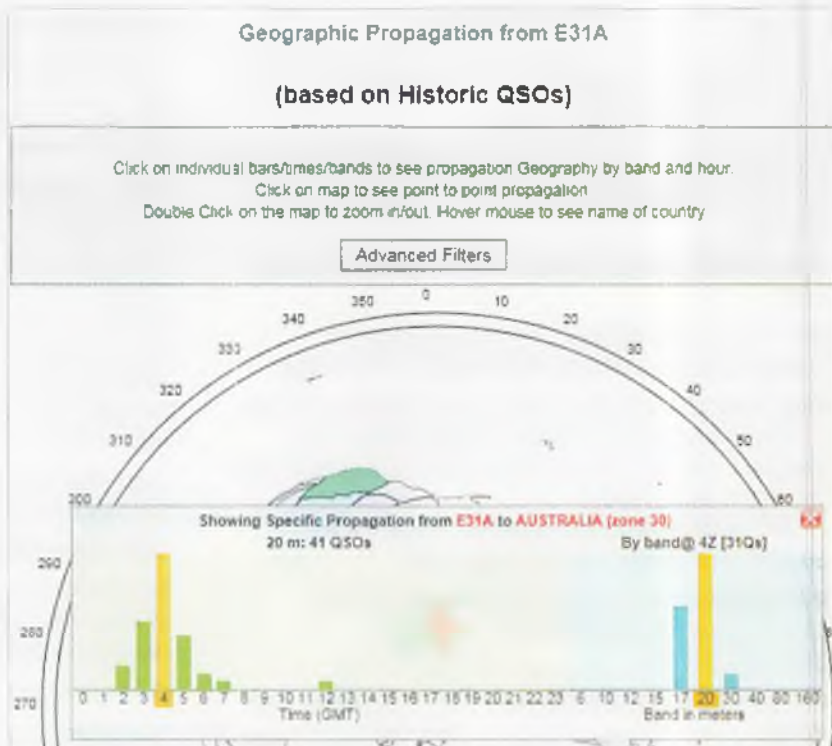 Geographic Propagation from E31A
(based on Historic QSOs)
Click on individual bars/times/bands to see propagation Geography by band and hour.
Click on map to see point to point propagation
Double Click on the map to zoom in/out. Hover mouse to see name of country
Advanced Filters
350 0 10
340 20
330 30
320 40
310 50
300 60
Showing Specific Propagation from E31A to AUSTRALIA (zone 30)
20 m: 41 QSOs By band@ 4Z [31Qs]
290
280
270
0 1 2 3 4 5 6 7 8 9 10 11 12 13 14 15 16 17 18 19 20 21 22 23 6 10 12 15 17 20 30 40 80 160
Time (GMT) Band in meters